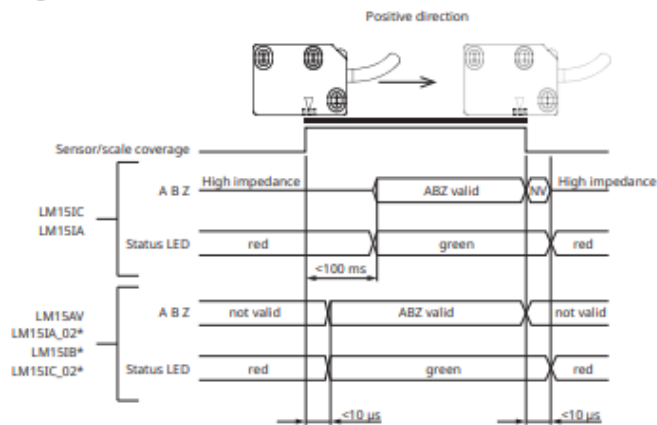 Positive direction
Sensor/scale coverage
A B Z High impedance ABZ valid NV High impedance
LM15IC
LM15IA
Status LED red green red
<100 ms
LM15AV
LM15IA_02*
LM15IB*
LM15IC_02*
A B Z not valid ABZ valid not valid
Status LED red green red
<10 µs <10 µs